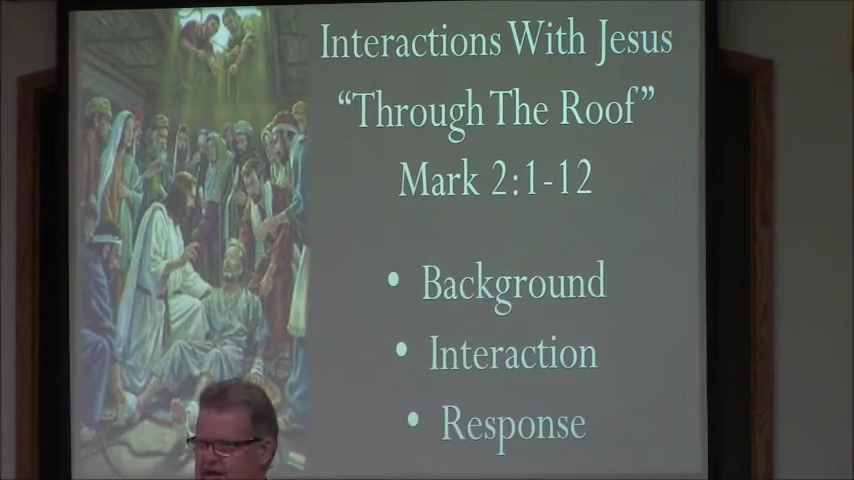 Interactions With Jesus
“Through The Roof”
Mark 2:1-12
• Background
• Interaction
• Response